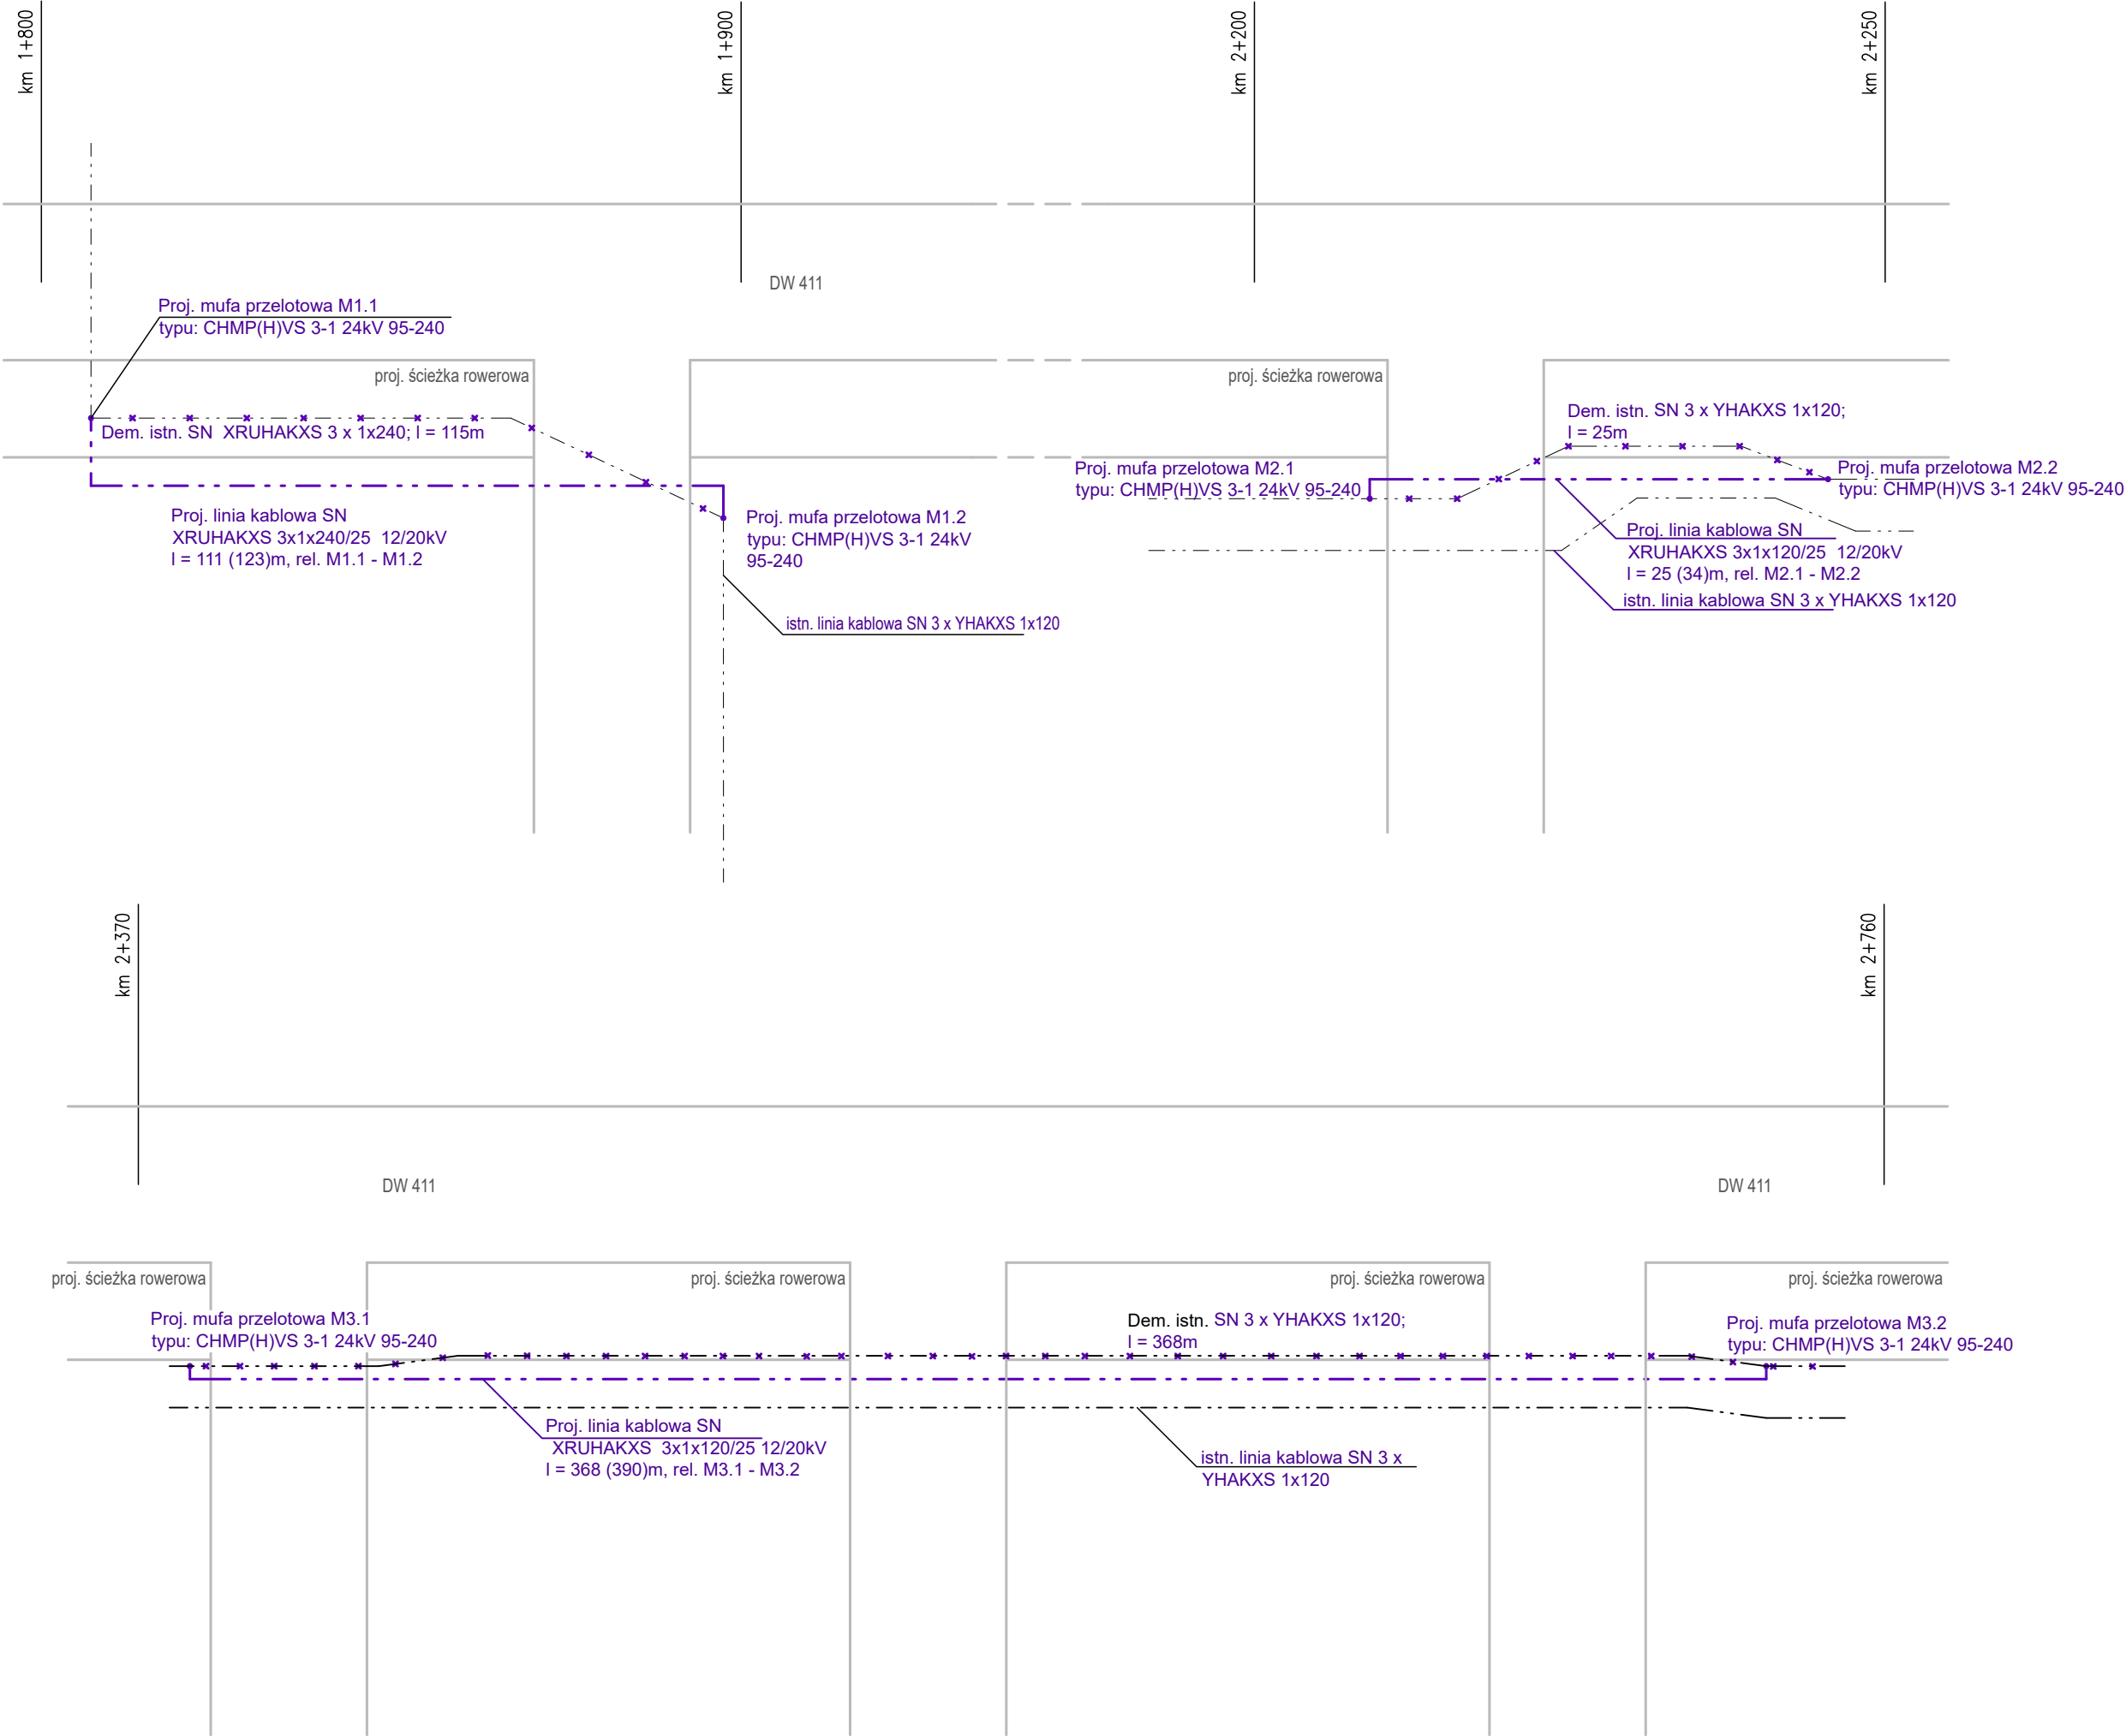 km 1+800
km 1+900
km 2+200
km 2+250
DW 411
Proj. mufa przelotowa M1.1
typu: CHMP(H)VS 3-1 24kV 95-240
proj. ścieżka rowerowa
proj. ścieżka rowerowa
Dem. istn. SN XRUHAKXS 3 x 1x240; l = 115m
Dem. istn. SN 3 x YHAKXS 1x120;
l = 25m
Proj. mufa przelotowa M2.1
typu: CHMP(H)VS 3-1 24kV 95-240
Proj. mufa przelotowa M2.2
typu: CHMP(H)VS 3-1 24kV 95-240
Proj. linia kablowa SN
XRUHAKXS 3x1x240/25 12/20kV
l = 111 (123)m, rel. M1.1 - M1.2
Proj. mufa przelotowa M1.2
typu: CHMP(H)VS 3-1 24kV
95-240
Proj. linia kablowa SN
XRUHAKXS 3x1x120/25 12/20kV
l = 25 (34)m, rel. M2.1 - M2.2
istn. linia kablowa SN 3 x YHAKXS 1x120
istn. linia kablowa SN 3 x YHAKXS 1x120
km 2+370
km 2+760
DW 411
DW 411
proj. ścieżka rowerowa
proj. ścieżka rowerowa
proj. ścieżka rowerowa
proj. ścieżka rowerowa
Proj. mufa przelotowa M3.1
typu: CHMP(H)VS 3-1 24kV 95-240
Dem. istn. SN 3 x YHAKXS 1x120;
l = 368m
Proj. mufa przelotowa M3.2
typu: CHMP(H)VS 3-1 24kV 95-240
Proj. linia kablowa SN
XRUHAKXS 3x1x120/25 12/20kV
l = 368 (390)m, rel. M3.1 - M3.2
istn. linia kablowa SN 3 x
YHAKXS 1x120